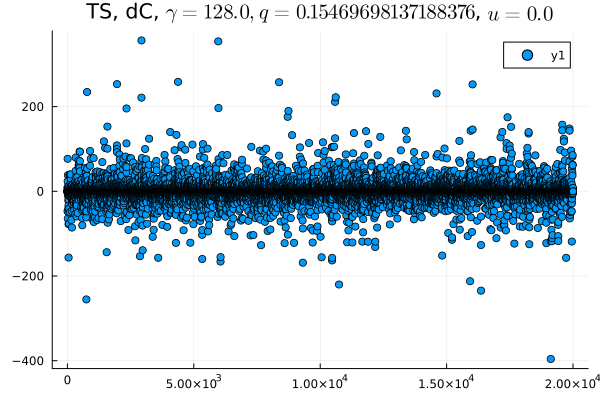 TS, dC, γ = 128.0, q = 0.15469698137188376, u = 0.0
y1
200
0
−200
−400
0 5.00×10³ 1.00×10⁴ 1.50×10⁴ 2.00×10⁴